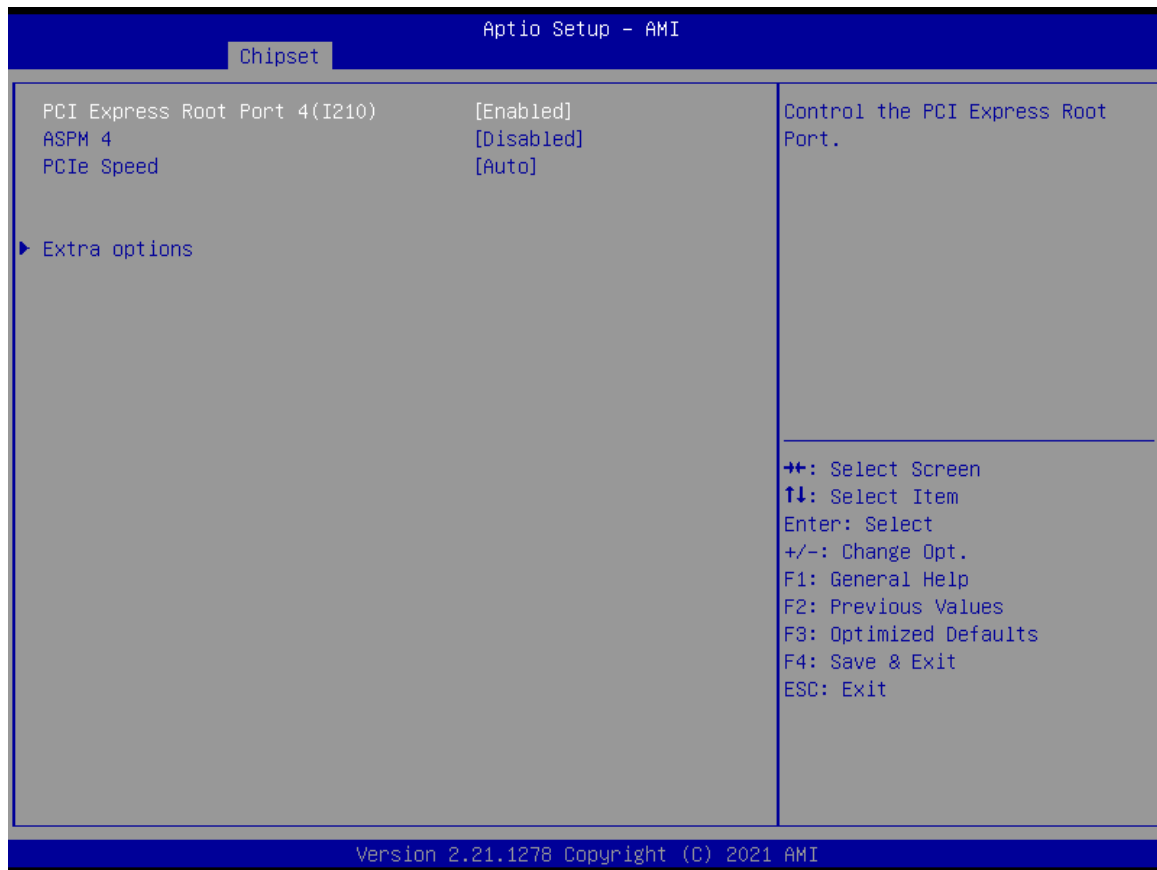 Aptio Setup – AMI
Chipset
PCI Express Root Port 4(I210) [Enabled]
ASPM 4 [Disabled]
PCIe Speed [Auto]
▶ Extra options
Control the PCI Express Root
Port.
→←: Select Screen
↑↓: Select Item
Enter: Select
+/-: Change Opt.
F1: General Help
F2: Previous Values
F3: Optimized Defaults
F4: Save & Exit
ESC: Exit
Version 2.21.1278 Copyright (C) 2021 AMI